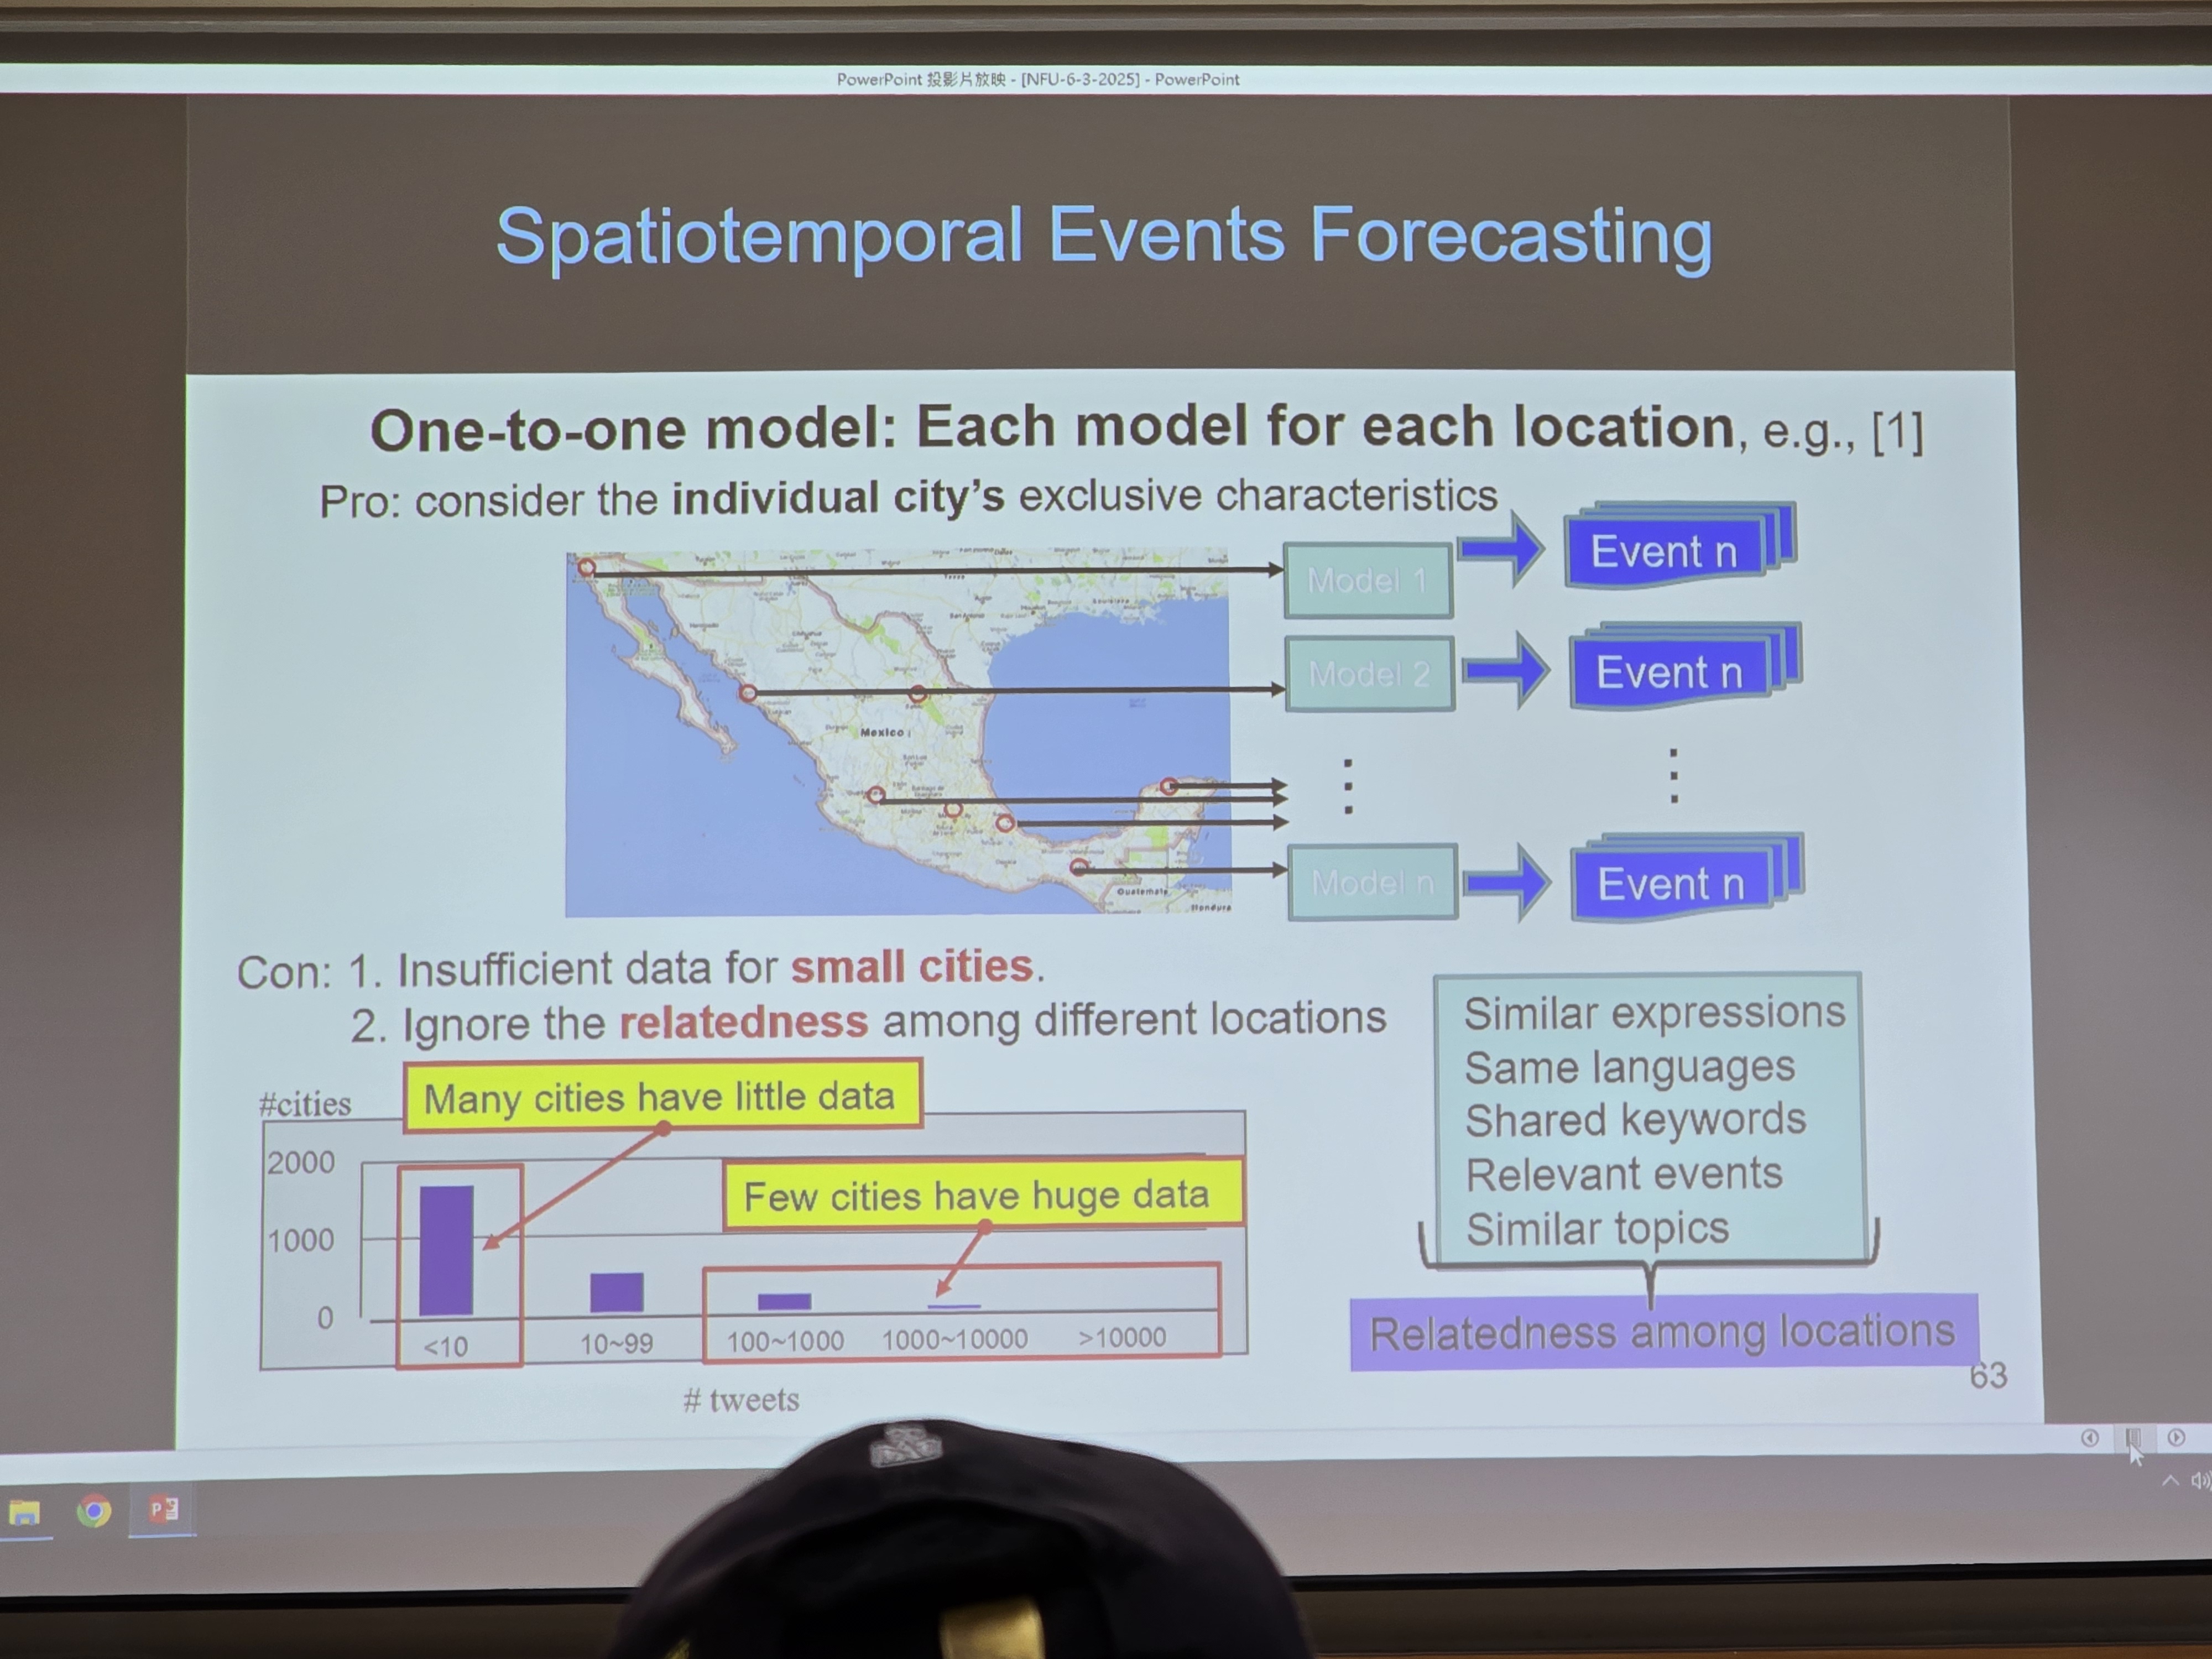 PowerPoint 投影片放映 - [NFU-6-3-2025] - PowerPoint
Spatiotemporal Events Forecasting
One-to-one model: Each model for each location, e.g., [1]
Pro: consider the individual city's exclusive characteristics
Model 1
Event n
Model 2
Event n
Mexico
Guatemala
Model n
Event n
Con: 1. Insufficient data for small cities.
2. Ignore the relatedness among different locations
#cities
Many cities have little data
Few cities have huge data
2000
1000
0
<10
10~99
100~1000
1000~10000
>10000
# tweets
Similar expressions
Same languages
Shared keywords
Relevant events
Similar topics
Relatedness among locations
63